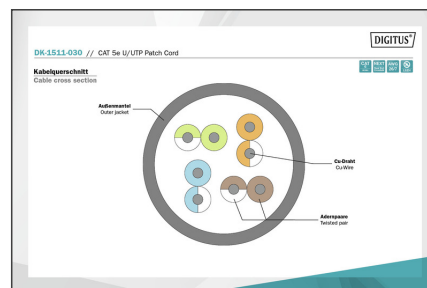 DIGITUS®
DK-1511-030 // CAT 5e U/UTP Patch Cord
Kabelquerschnitt
Cable cross section
Außenmantel
Outer jacket
Cu-Draht
Cu-Wire
Aderspaare
Twisted pair